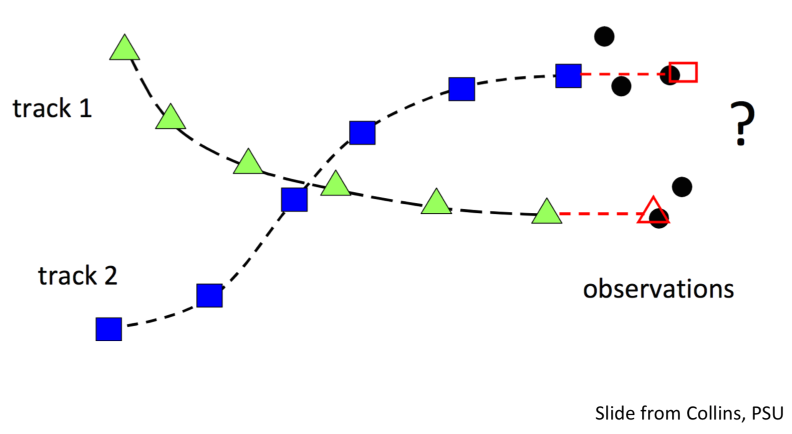 track 1
?
track 2
observations
Slide from Collins, PSU